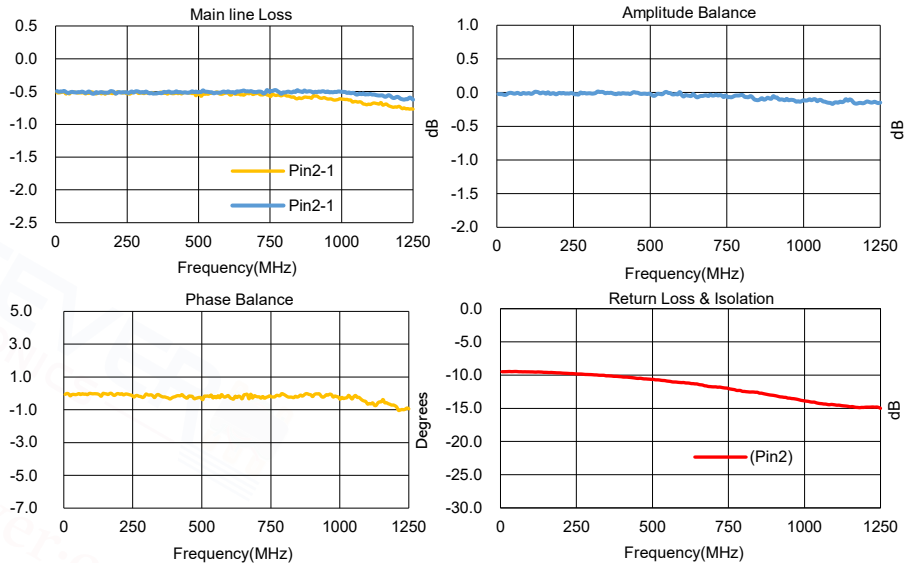 Main line Loss
0.5
0.0
-0.5
-1.0
-1.5
-2.0
-2.5
Pin2-1
Pin2-1
0 250 500 750 1000 1250
Frequency(MHz)
Amplitude Balance
1.0
0.5
0.0
-0.5
-1.0
-1.5
-2.0
dB
0 250 500 750 1000 1250
Frequency(MHz)
dB
Phase Balance
5.0
3.0
1.0
-1.0
-3.0
-5.0
-7.0
0 250 500 750 1000 1250
Frequency(MHz)
Degrees
Return Loss & Isolation
0.0
-5.0
-10.0
-15.0
-20.0
-25.0
-30.0
(Pin2)
0 250 500 750 1000 1250
Frequency(MHz)
dB